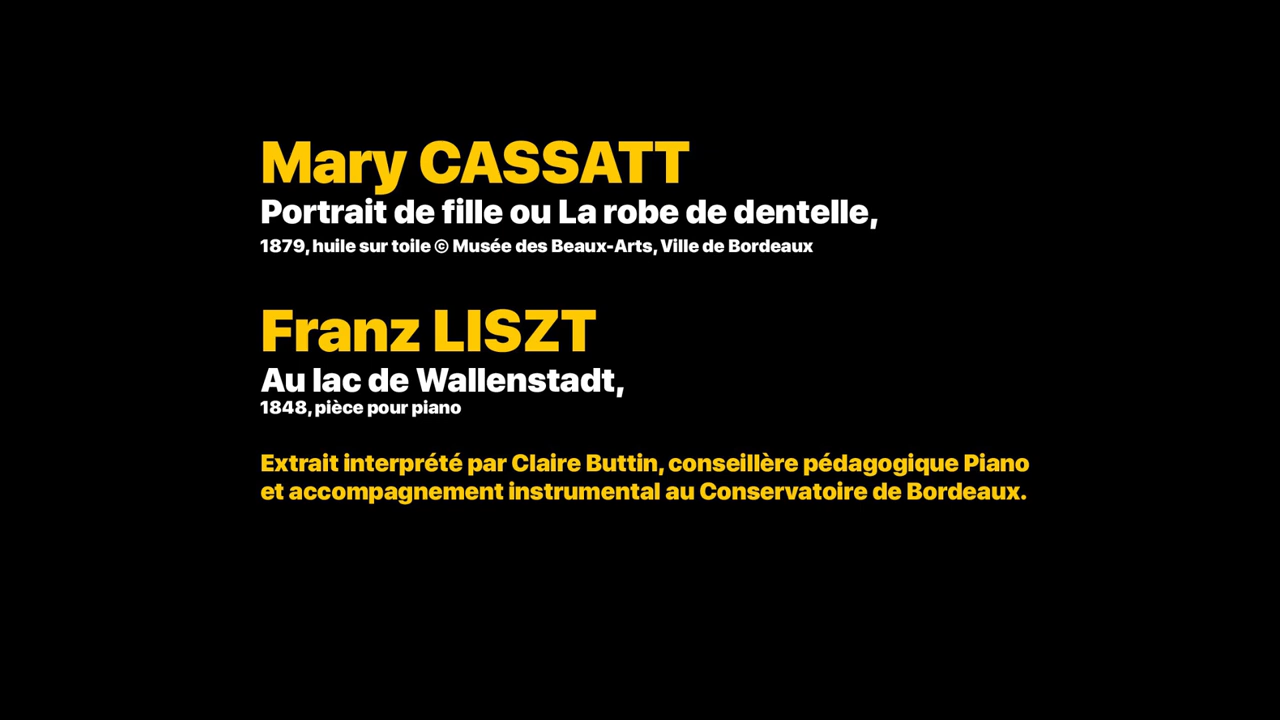 Mary CASSATT
Portrait de fille ou La robe de dentelle,
1879, huile sur toile © Musée des Beaux-Arts, Ville de Bordeaux
Franz LISZT
Au lac de Wallenstadt,
1848, pièce pour piano
Extrait interprété par Claire Buttin, conseillère pédagogique Piano
et accompagnement instrumental au Conservatoire de Bordeaux.